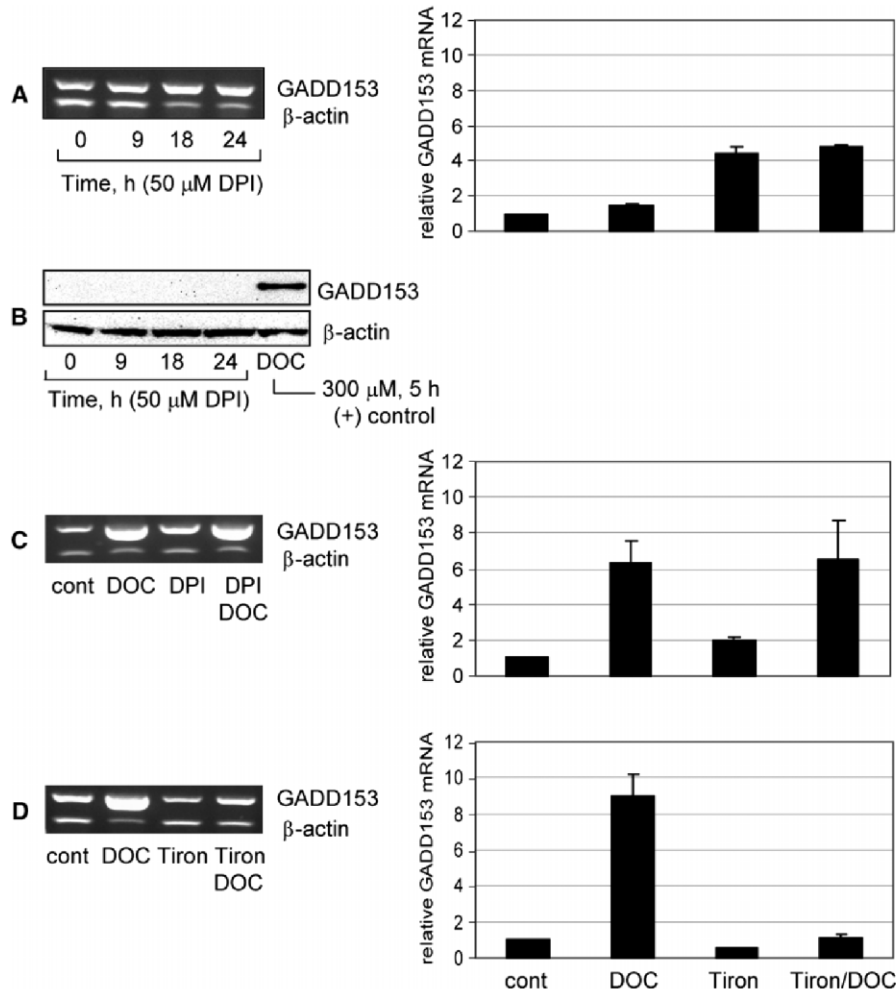 A
GADD153
β-actin
0 9 18 24
Time, h (50 μM DPI)
relative GADD153 mRNA
12
10
8
6
4
2
0
B
GADD153
β-actin
0 9 18 24 DOC
Time, h (50 μM DPI)
300 μM, 5 h
(+) control
C
GADD153
β-actin
cont DOC DPI DPI
DOC
relative GADD153 mRNA
12
10
8
6
4
2
0
D
GADD153
β-actin
cont DOC Tiron Tiron
DOC
relative GADD153 mRNA
12
10
8
6
4
2
0
cont DOC Tiron Tiron/DOC